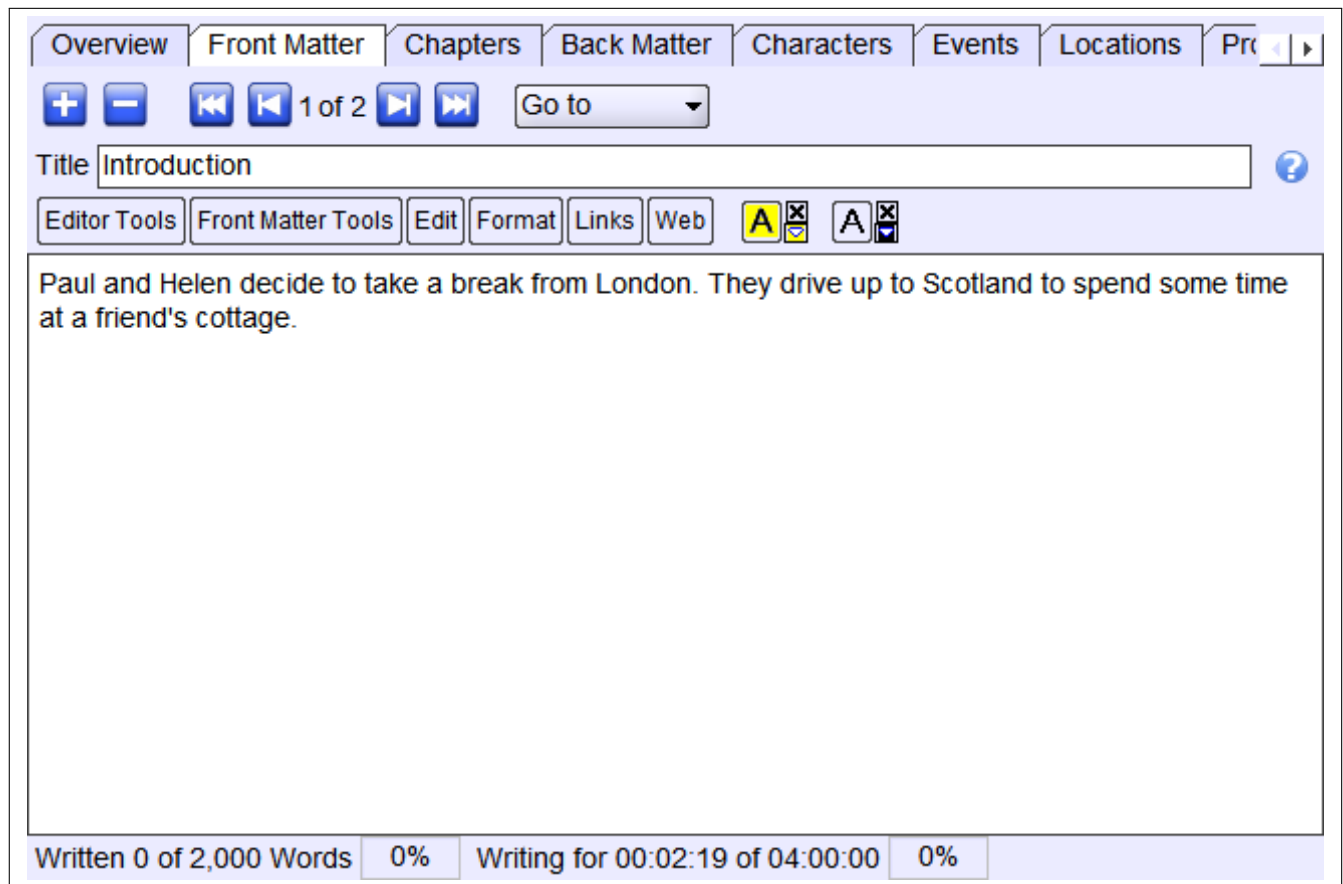 Overview Front Matter Chapters Back Matter Characters Events Locations
1 of 2 Go to
Title Introduction
Editor Tools Front Matter Tools Edit Format Links Web A A
Paul and Helen decide to take a break from London. They drive up to Scotland to spend some time
at a friend's cottage.
Written 0 of 2,000 Words 0% Writing for 00:02:19 of 04:00:00 0%